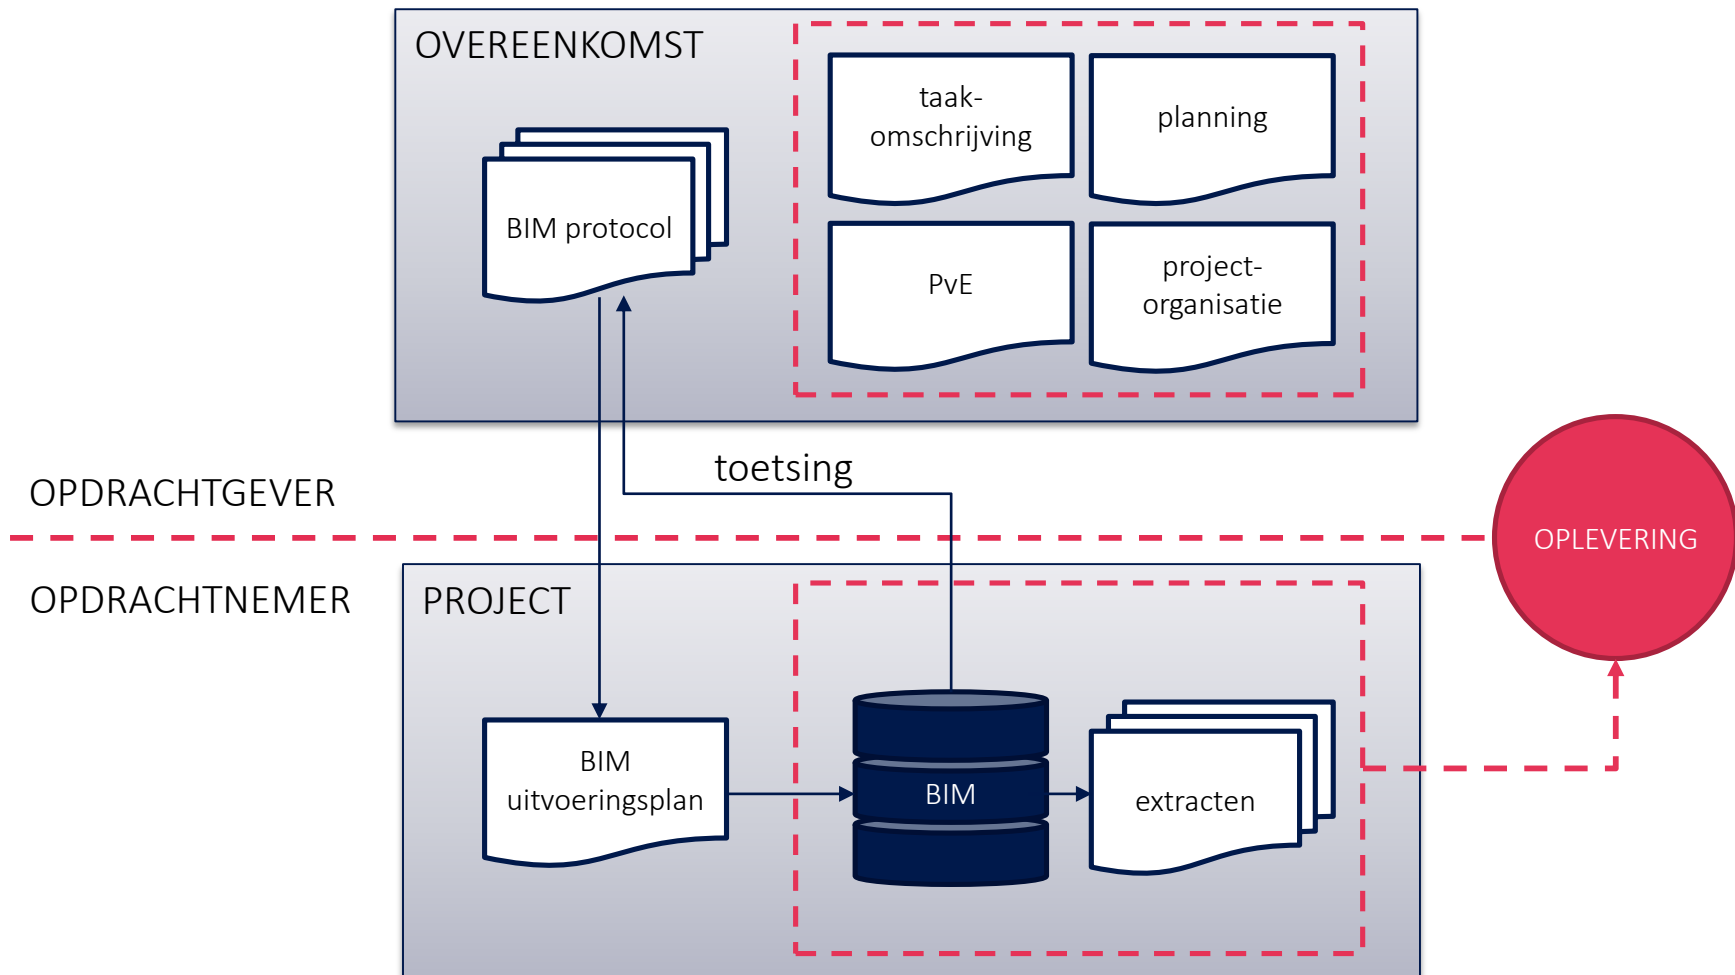 OVEREENKOMST
taak-
omschrijving
planning
BIM protocol
PvE
project-
organisatie
toetsing
OPDRACHTGEVER
OPLEVERING
OPDRACHTNEMER
PROJECT
BIM
uitvoeringsplan
BIM
extracten